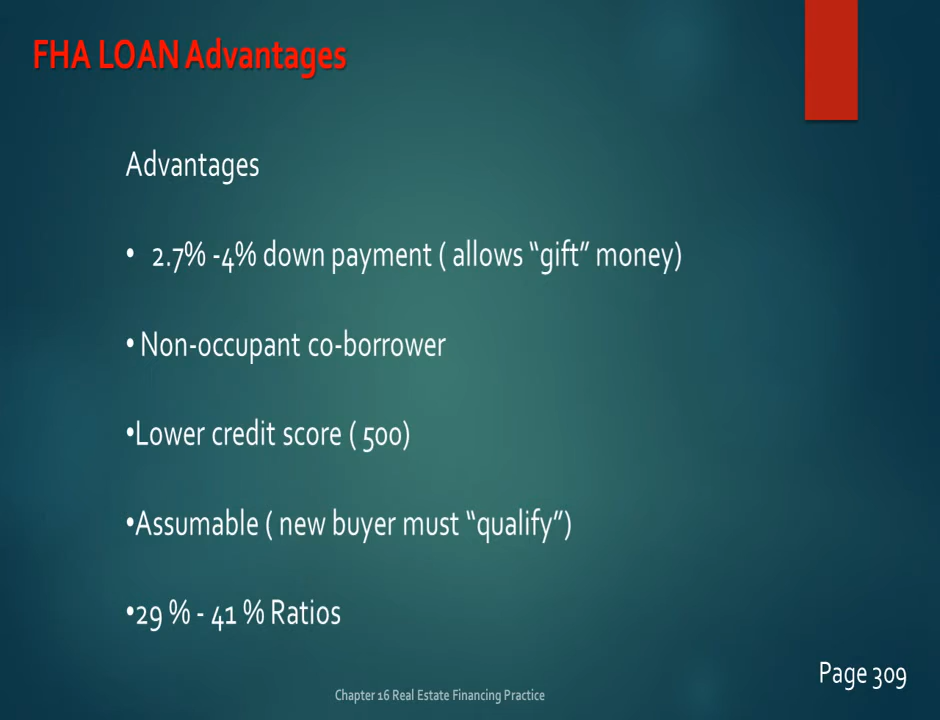 FHA LOAN Advantages
Advantages
• 2.7% -4% down payment ( allows “gift” money)
• Non-occupant co-borrower
•Lower credit score ( 500)
•Assumable ( new buyer must “qualify”)
•29 % - 41 % Ratios
Page 309
Chapter 16 Real Estate Financing Practice